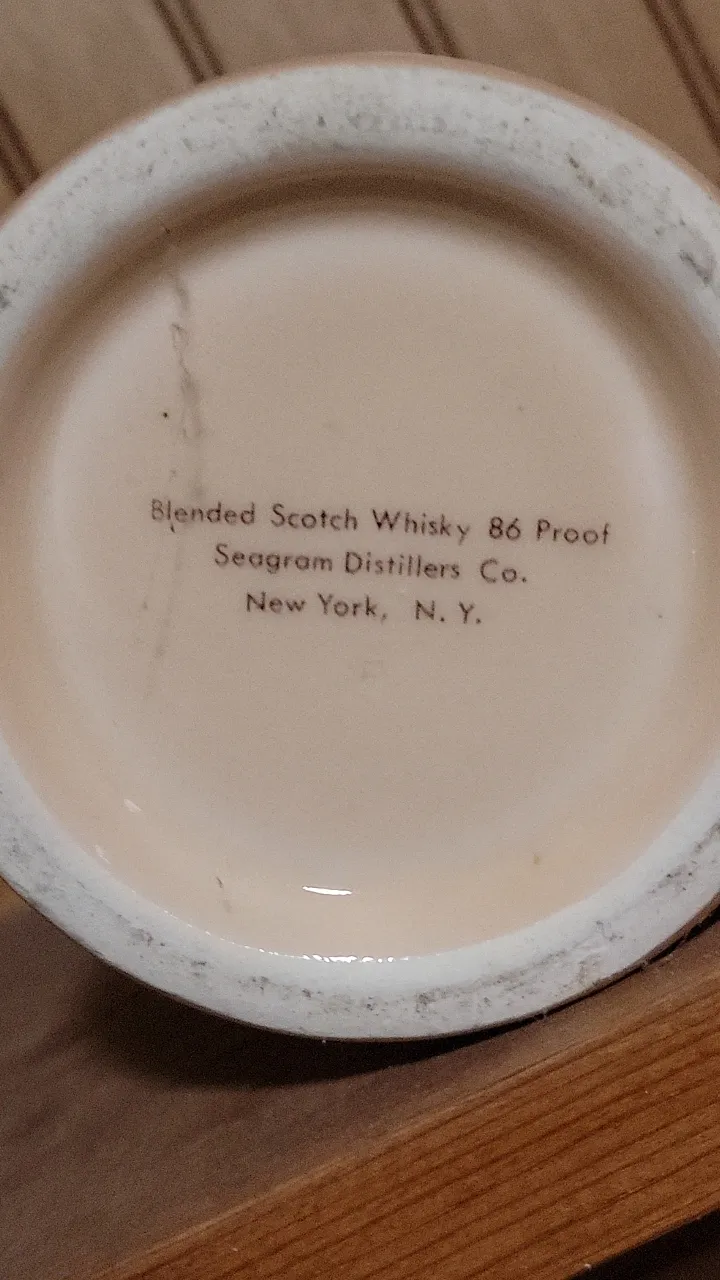 Blended Scotch Whisky 86 Proof
Seagram Distillers Co.
New York, N. Y.